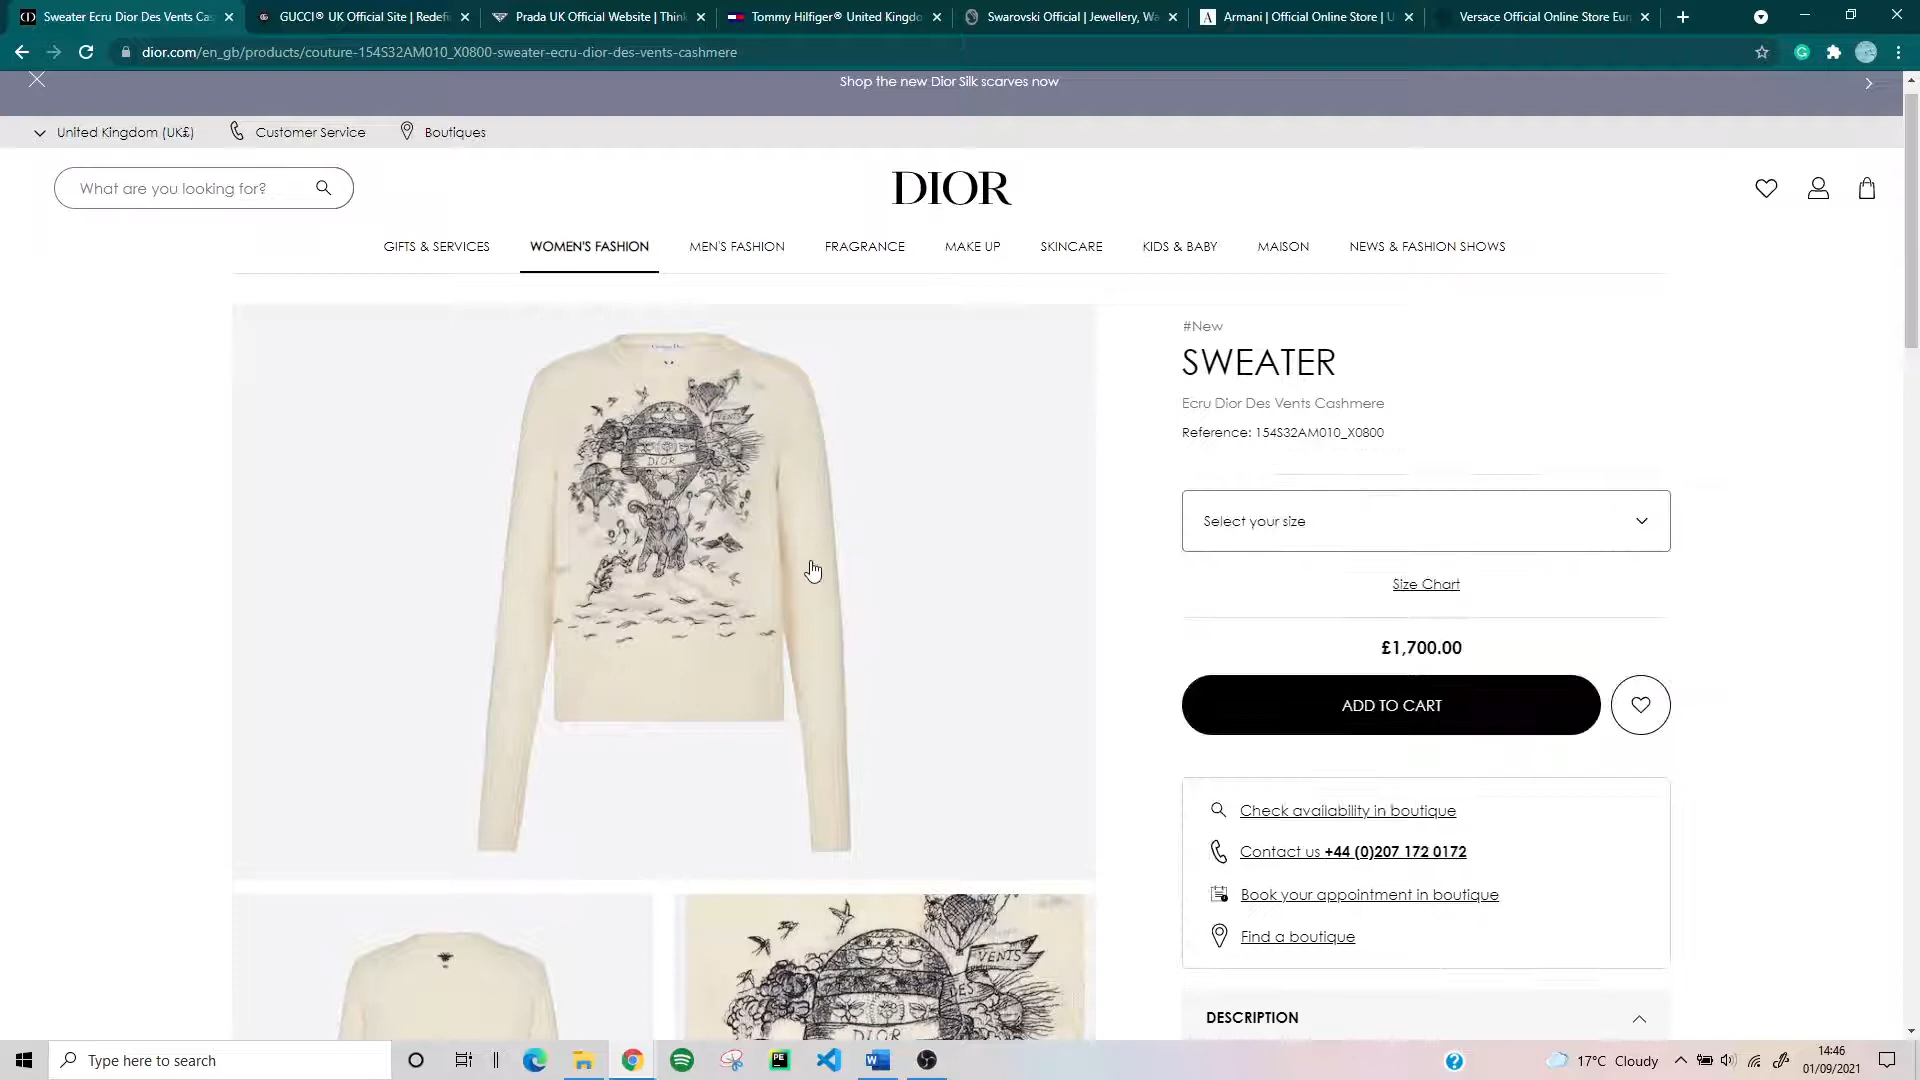 Sweater Ecru Dior Des Vents Ca
GUCCI® UK Official Site | Redefi
Prada UK Official Website | Think
Tommy Hilfiger® United Kingdo
Swarovski Official | Jewellery, Wa
Armani | Official Online Store | U
Versace Official Online Store Eur
dior.com/en_gb/products/couture-154S32AM010_X0800-sweater-ecru-dior-des-vents-cashmere
Shop the new Dior Silk scarves now
United Kingdom (UK£)
Customer Service
Boutiques
What are you looking for?
DIOR
GIFTS & SERVICES
WOMEN'S FASHION
MEN'S FASHION
FRAGRANCE
MAKE UP
SKINCARE
KIDS & BABY
MAISON
NEWS & FASHION SHOWS
#New
SWEATER
Ecru Dior Des Vents Cashmere
Reference: 154S32AM010_X0800
Select your size
Size Chart
£1,700.00
ADD TO CART
Check availability in boutique
Contact us +44 (0)207 172 0172
Book your appointment in boutique
Find a boutique
DESCRIPTION
VENTS
DIOR
VENTS
DES
DIOR
Type here to search
17°C Cloudy
14:46
01/09/2021